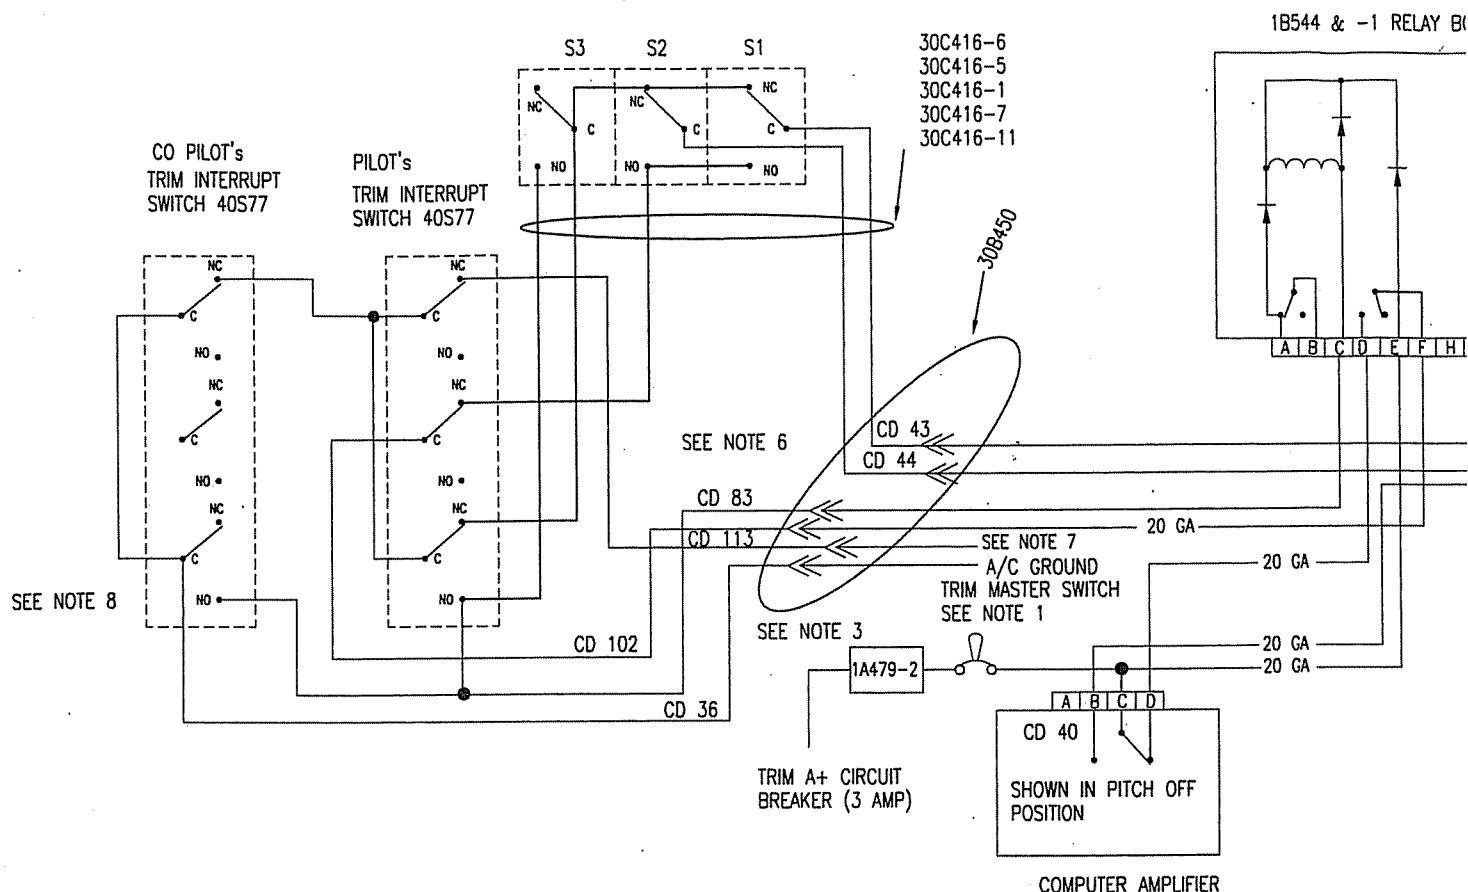 1B544 & -1 RELAY
30C416-6
30C416-5
30C416-1
30C416-7
30C416-11
S3
S2
S1
NC
NC
NC
C
C
C
NO
NO
NO
CO PILOT's
TRIM INTERRUPT
SWITCH 40S77
PILOT's
TRIM INTERRUPT
SWITCH 40S77
30B450
NC
C
NO
NC
C
NO
NC
C
NO
NC
C
NO
NC
C
NO
NC
C
NO
A B C D E F H
SEE NOTE 6
CD 43
CD 44
CD 83
20 GA
CD 113
SEE NOTE 7
A/C GROUND
20 GA
TRIM MASTER SWITCH
SEE NOTE 1
SEE NOTE 8
SEE NOTE 3
CD 102
20 GA
1A479-2
20 GA
CD 36
A B C D
CD 40
TRIM A+ CIRCUIT
BREAKER (3 AMP)
SHOWN IN PITCH OFF
POSITION
COMPUTER AMPLIFIER